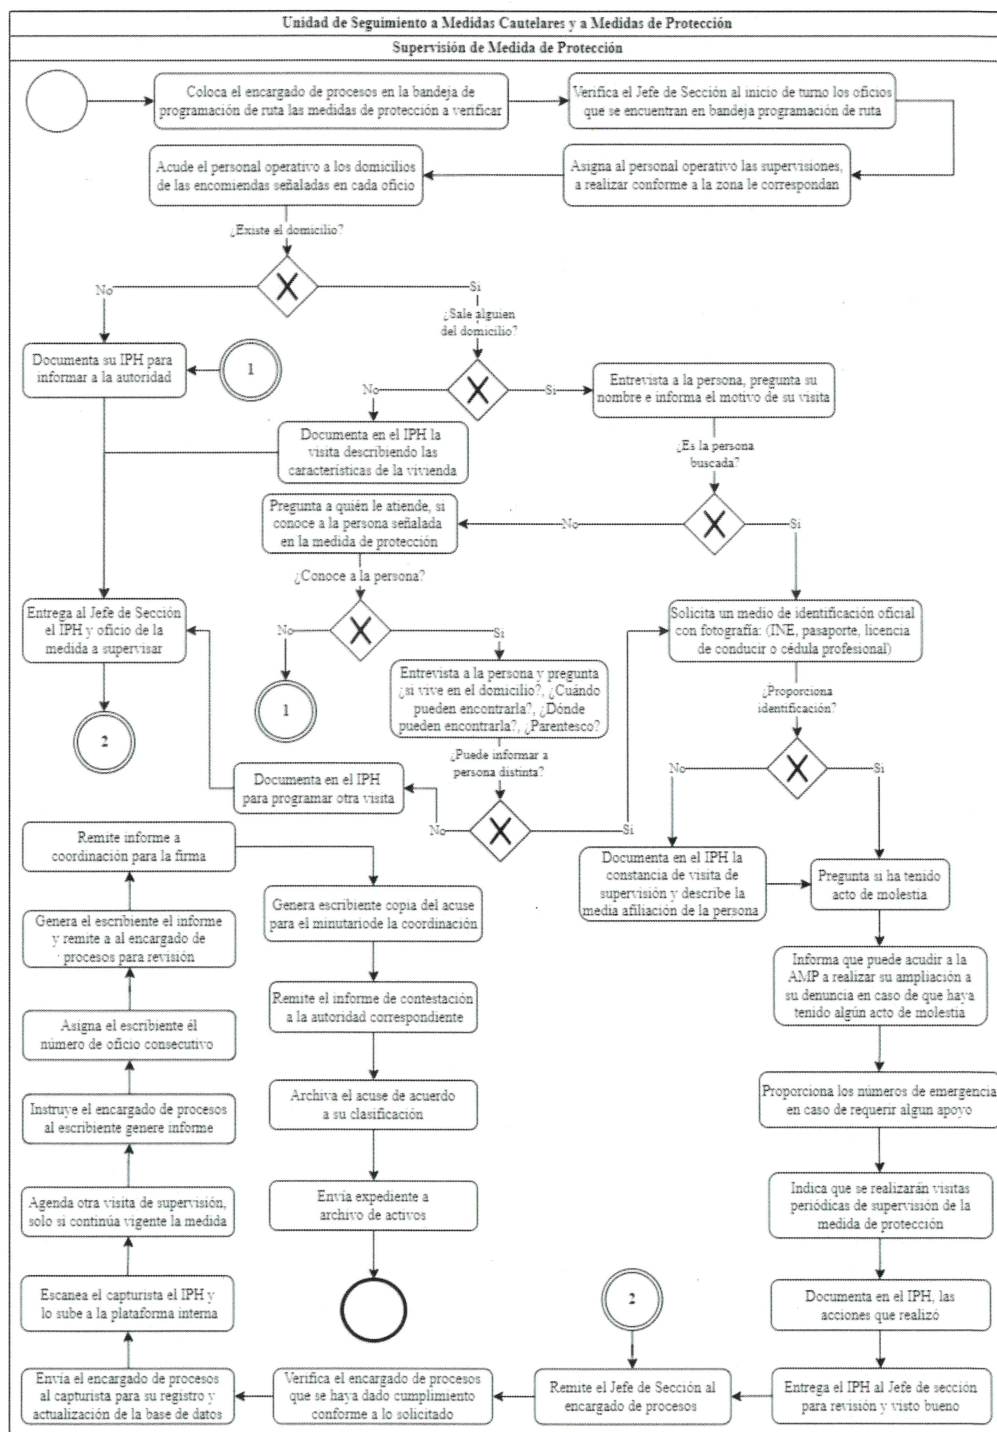 Unidad de Seguimiento a Medidas Cautelares y a Medidas de Protección
Supervisión de Medida de Protección
Coloca el encargado de procesos en la bandeja de
programación de ruta las medidas de protección a verificar
Verifica el Jefe de Sección al inicio de turno los oficios
que se encuentran en bandeja programación de ruta
Asigna al personal operativo las supervisiones,
a realizar conforme a la zona le correspondan
Acude el personal operativo a los domicilios
de las encomiendas señaladas en cada oficio
¿Existe el domicilio?
No
Si
Documenta su IPH para
informar a la autoridad
1
¿Sale alguien
del domicilio?
No
Si
Entrevista a la persona, pregunta su
nombre e informa el motivo de su visita
Documenta en el IPH la
visita describiendo las
características de la vivienda
¿Es la persona
buscada?
No
Si
Pregunta a quién le atiende, si
conoce a la persona señalada
en la medida de protección
¿Conoce a la persona?
No
Si
Entrega al Jefe de Sección
el IPH y oficio de la
medida a supervisar
2
1
Entrevista a la persona y pregunta
¿si vive en el domicilio?, ¿Cuándo
pueden encontrarla?, ¿Dónde
pueden encontrarla?, ¿Parentesco?
¿Puede informar a
persona distinta?
No
Si
Documenta en el IPH
para programar otra visita
Solicita un medio de identificación oficial
con fotografía: (INE, pasaporte, licencia
de conducir o cédula profesional)
¿Proporciona
identificación?
No
Si
Documenta en el IPH la
constancia de visita de
supervisión y describe la
media afiliación de la persona
Pregunta si ha tenido
acto de molestia
Informa que puede acudir a la
AMP a realizar su ampliación a
su denuncia en caso de que haya
tenido algún acto de molestia
Proporciona los números de emergencia
en caso de requerir algun apoyo
Indica que se realizarán visitas
periódicas de supervisión de la
medida de protección
Documenta en el IPH, las
acciones que realizó
Entrega el IPH al Jefe de sección
para revisión y visto bueno
2
Remite el Jefe de Sección al
encargado de procesos
Verifica el encargado de procesos
que se haya dado cumplimiento
conforme a lo solicitado
Envía el encargado de procesos
al capturista para su registro y
actualización de la base de datos
Escanea el capturista el IPH y
lo sube a la plataforma interna
Agenda otra visita de supervisión,
solo si continúa vigente la medida
Instruye el encargado de procesos
al escribiente genere informe
Asigna el escribiente él
número de oficio consecutivo
Genera el escribiente el informe
y remite a al encargado de
procesos para revisión
Remite informe a
coordinación para la firma
Genera escribiente copia del acuse
para el minutariode la coordinación
Remite el informe de contestación
a la autoridad correspondiente
Archiva el acuse de acuerdo
a su clasificación
Envía expediente a
archivo de activos